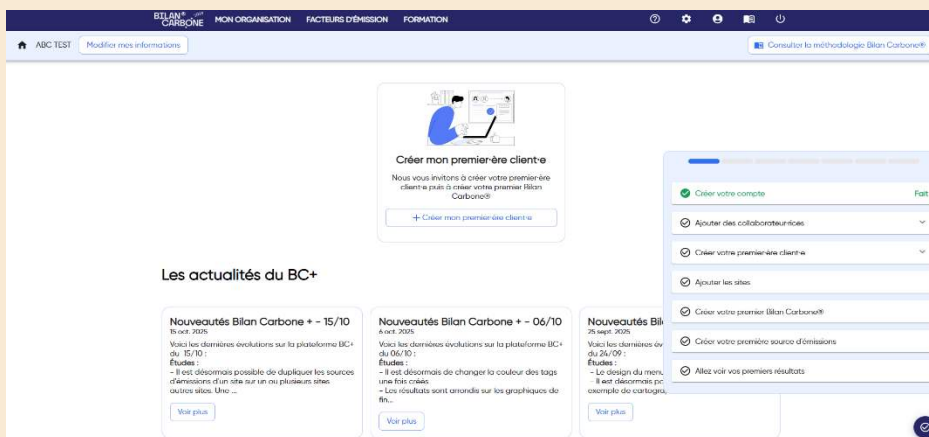 BILAN+ CARBONE
MON ORGANISATION
FACTEURS D'ÉMISSION
FORMATION
ABC TEST
Modifier mes informations
Consulter la méthodologie Bilan Carbone®
Créer mon premier·ère client·e
Nous vous invitons à créer votre premier·ère
client·e puis à créer votre premier Bilan
Carbone®
+ Créer mon premier·ère client·e
Créer votre compte
Fait
Ajouter des collaborateur·rices
Créer votre premier·ère client·e
Ajouter les sites
Créer votre premier Bilan Carbone®
Créer votre première source d'émissions
Allez voir vos premiers résultats
Les actualités du BC+
Nouveautés Bilan Carbone + - 15/10
15 oct. 2025
Voici les dernières évolutions sur la plateforme BC+
du 15/10 :
Études :
- Il est désormais possible de dupliquer les sources
d'émissions d'un site sur un ou plusieurs sites
autres sites. Une ...
Voir plus
Nouveautés Bilan Carbone + - 06/10
6 oct. 2025
Voici les dernières évolutions sur la plateforme BC+
du 06/10 :
Études :
- Il est désormais de changer la couleur des tags
une fois créés
- Les résultats sont arrondis sur les graphiques de
fin...
Voir plus
Nouveautés Bil
25 sept. 2025
Voici les dernières év
du 24/09 :
Études :
- Le design du menu
- Il est désormais po
exemple de cartogra
Voir plus